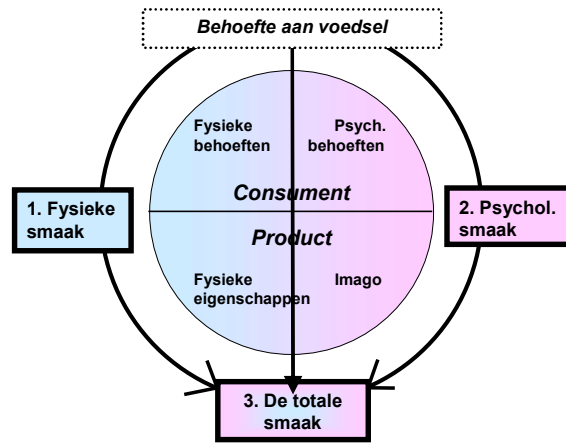 Behoefte aan voedsel
Fysieke
behoeften
Psych.
behoeften
Consument
1. Fysieke
smaak
2. Psychol.
smaak
Product
Fysieke
eigenschappen
Imago
3. De totale
smaak